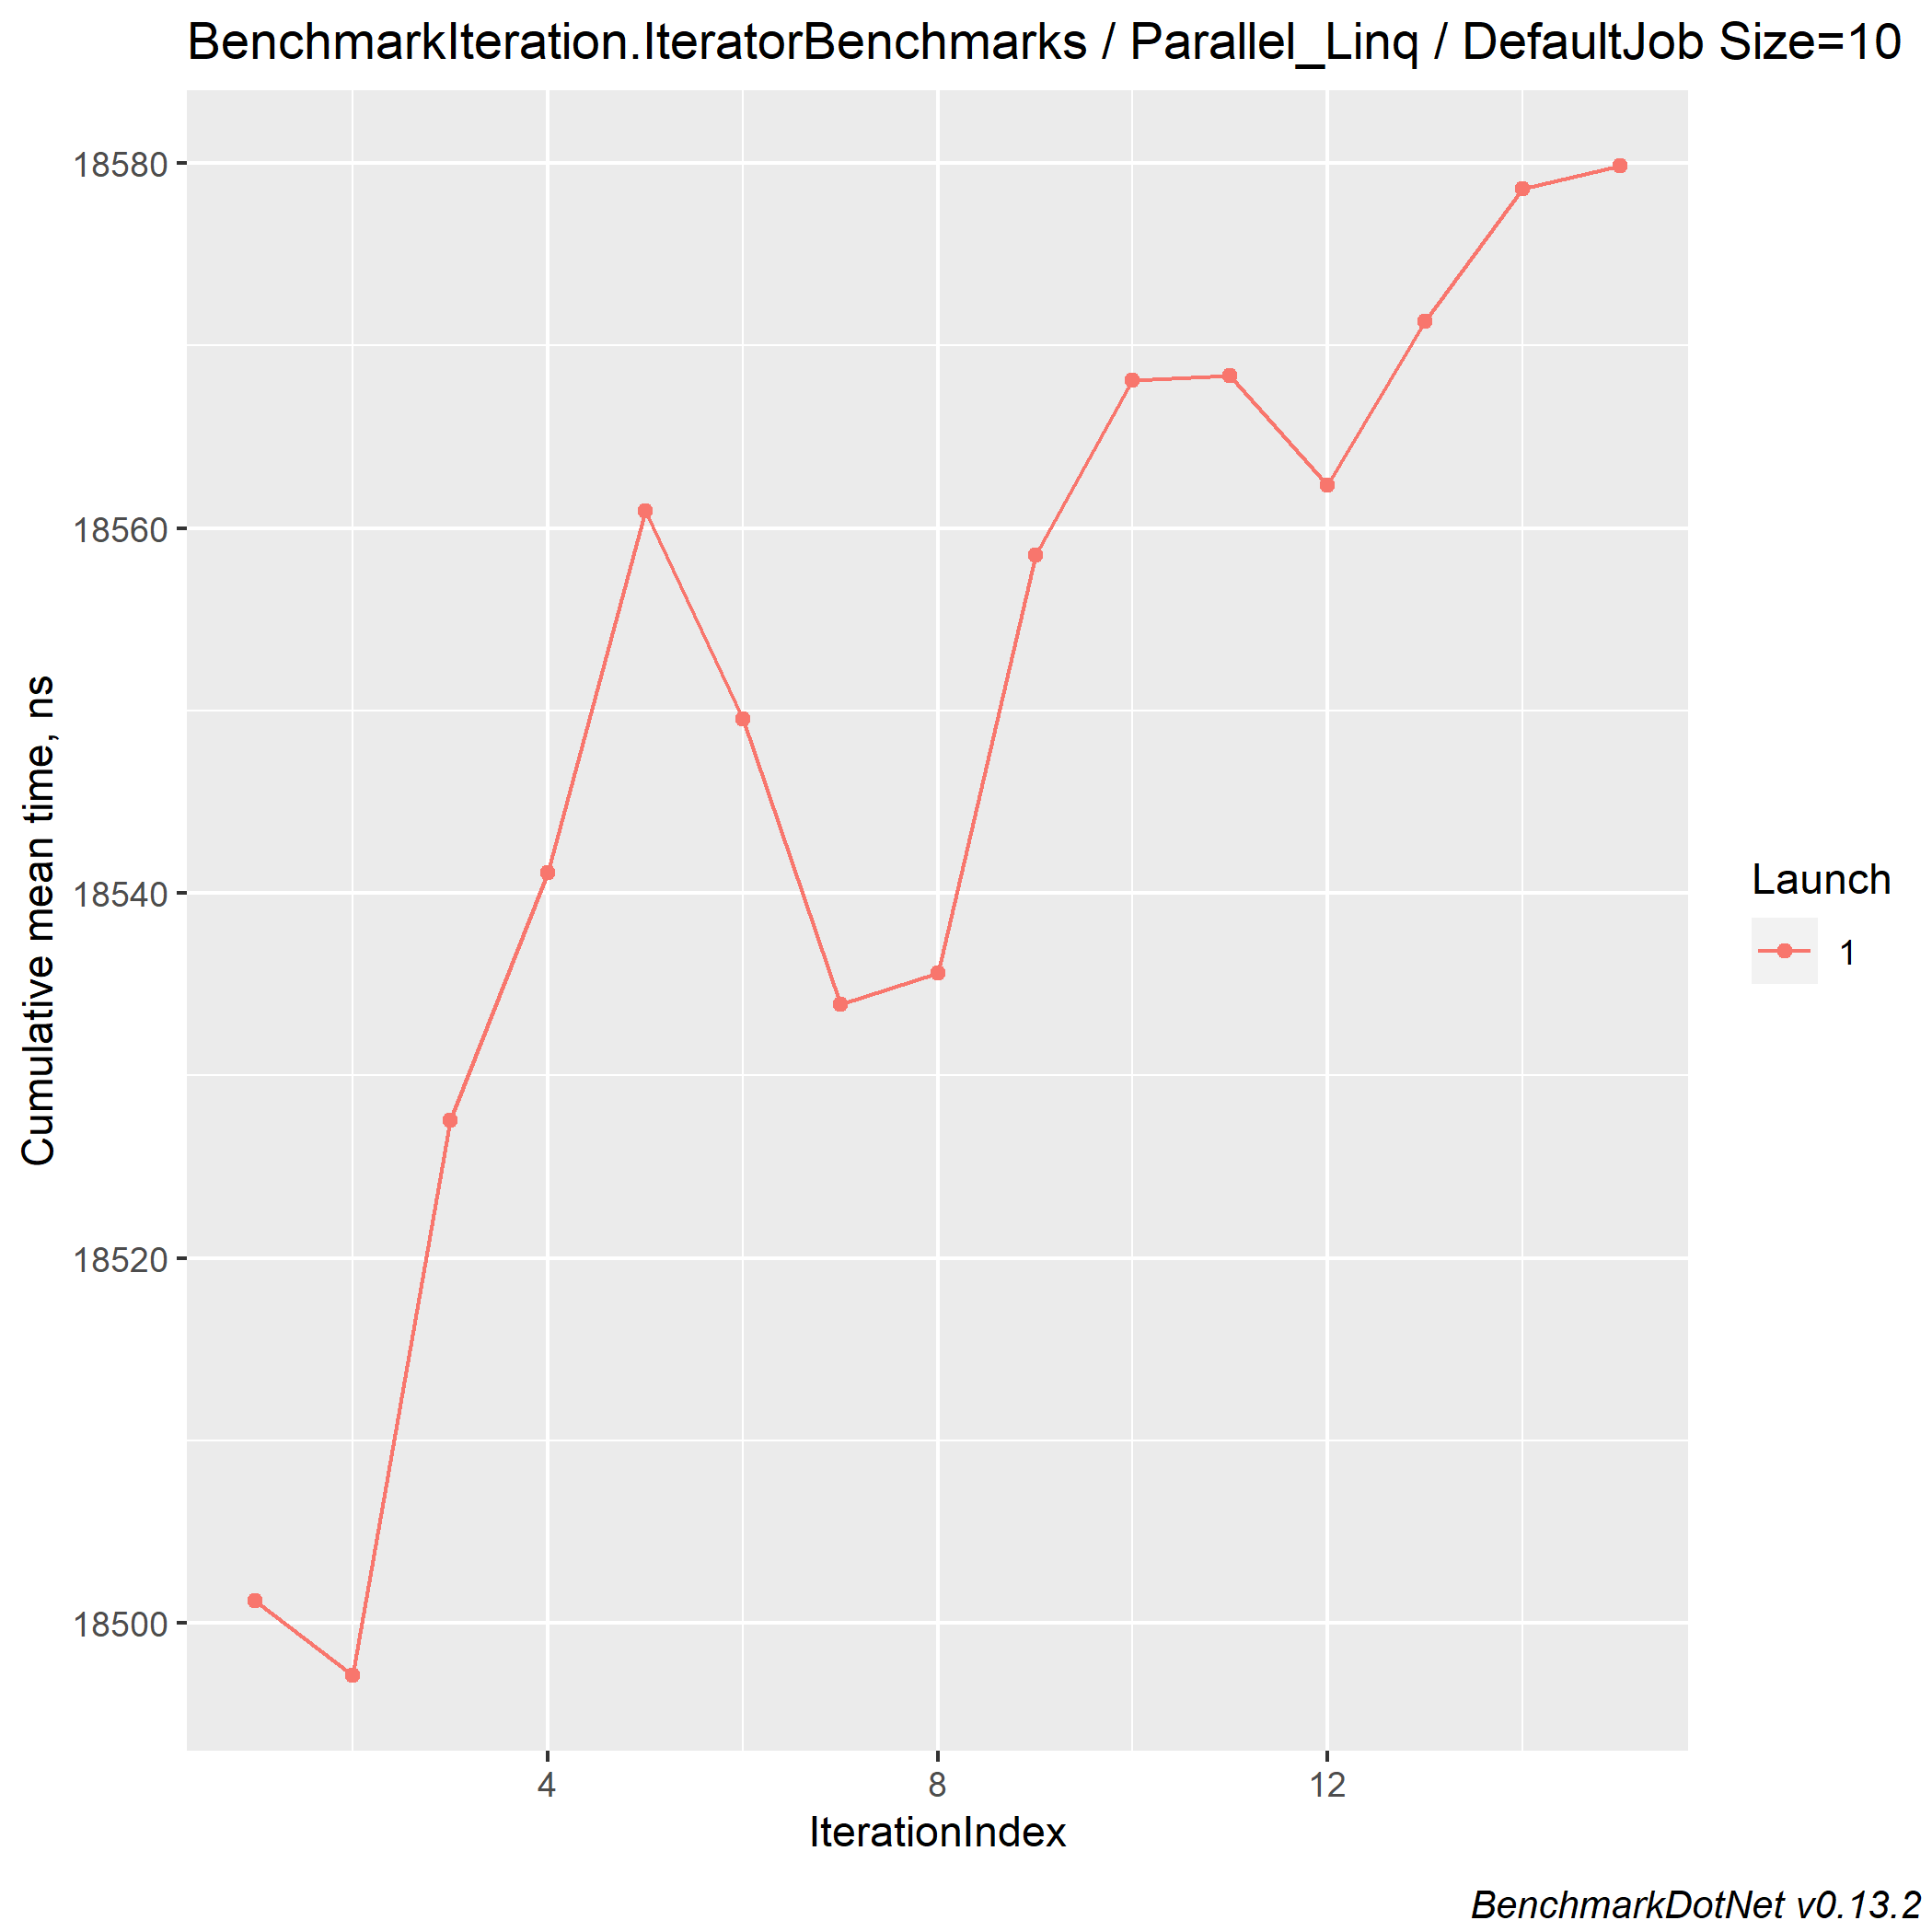 BenchmarkIteration.IteratorBenchmarks / Parallel_Linq / DefaultJob Size=10
18580
18560
18540
18520
18500
Cumulative mean time, ns
4
8
12
IterationIndex
Launch
1
BenchmarkDotNet v0.13.2